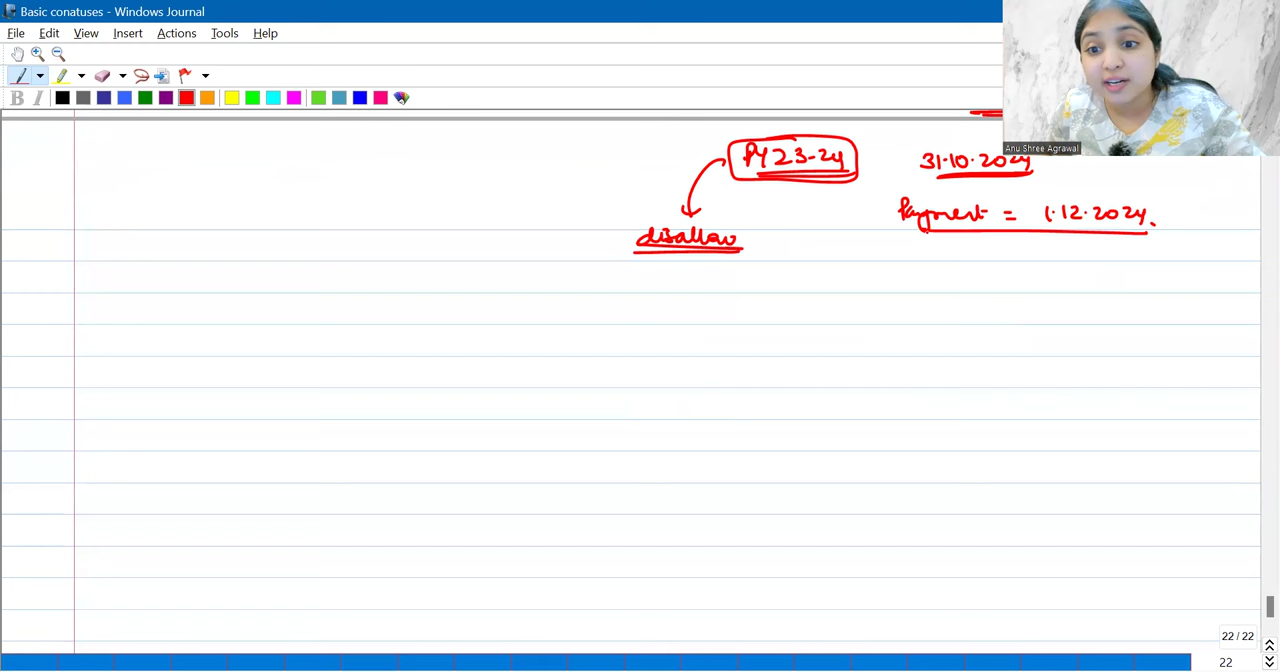 Basic conatuses - Windows Journal
File Edit View Insert Actions Tools Help
B I
Anu Shree Agrawal
PY 23-24
31.10.2024
Payment = 1.12.2024.
disallow
22 / 22
22